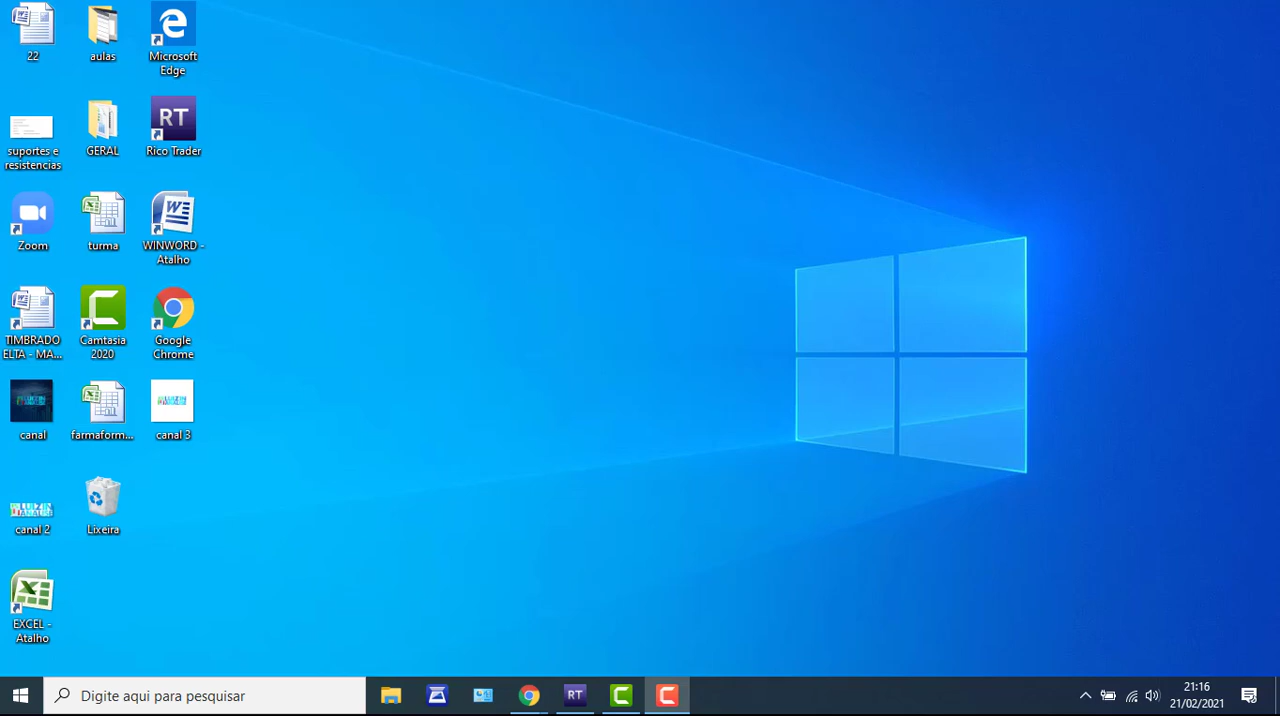 22
aulas
Microsoft
Edge
suportes e
resistencias
GERAL
RT
Rico Trader
Zoom
turma
WINWORD -
Atalho
TIMBRADO
ELTA - MA...
Camtasia
2020
Google
Chrome
canal
farmaform...
canal 3
canal 2
Lixeira
EXCEL -
Atalho
Digite aqui para pesquisar
RT
21:16
21/02/2021